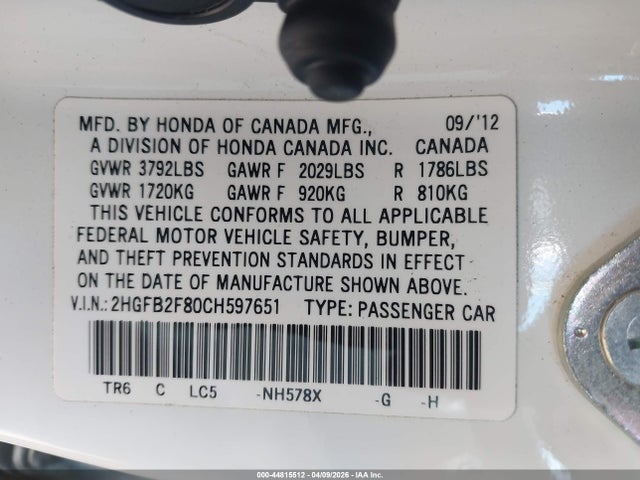 MFD. BY HONDA OF CANADA MFG., 09/'12
A DIVISION OF HONDA CANADA INC. CANADA
GVWR 3792LBS GAWR F 2029LBS R 1786LBS
GVWR 1720KG GAWR F 920KG R 810KG
THIS VEHICLE CONFORMS TO ALL APPLICABLE
FEDERAL MOTOR VEHICLE SAFETY, BUMPER,
AND THEFT PREVENTION STANDARDS IN EFFECT
ON THE DATE OF MANUFACTURE SHOWN ABOVE.
V.I.N.:2HGFB2F80CH597651 TYPE: PASSENGER CAR
TR6 C LC5 -NH578X -G -H
000-44815512 | 04/09/2026 | IAA Inc.